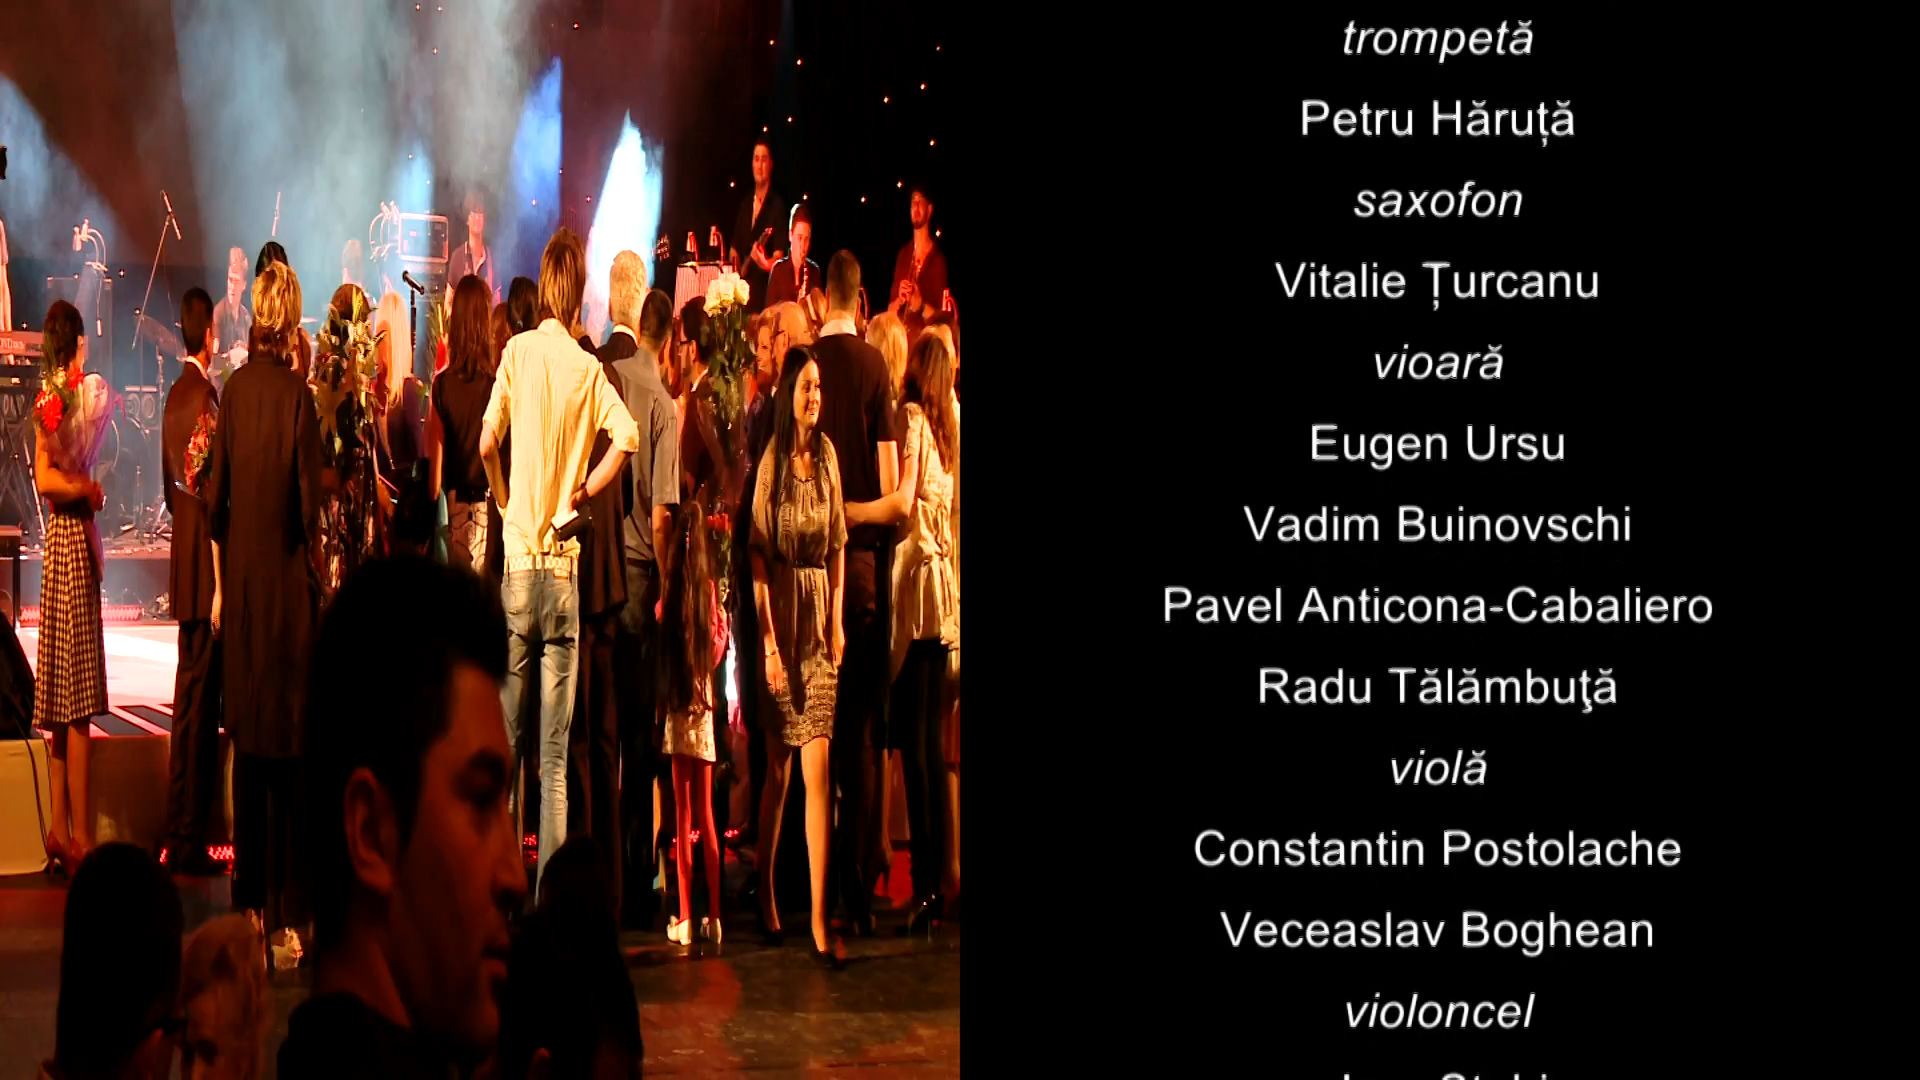 trompetă
Petru Hăruță
saxofon
Vitalie Țurcanu
vioară
Eugen Ursu
Vadim Buinovschi
Pavel Anticona-Cabaliero
Radu Tălămbuţă
violă
Constantin Postolache
Veceaslav Boghean
violoncel